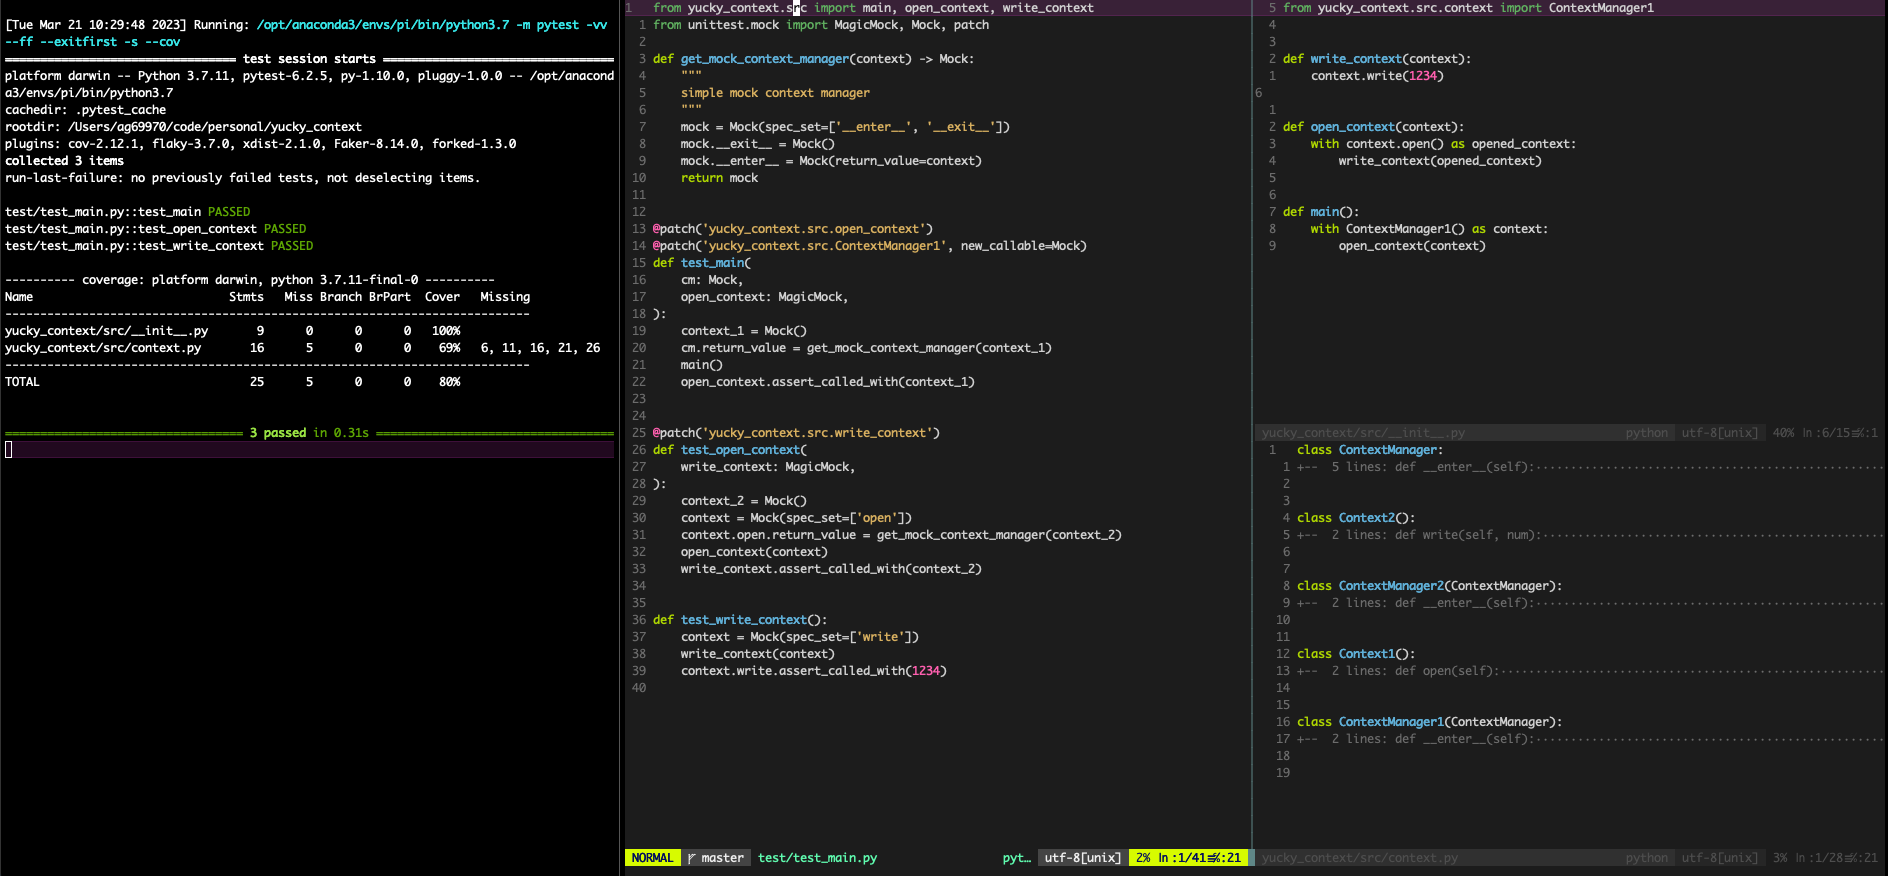 [Tue Mar 21 10:29:48 2023] Running: /opt/anaconda3/envs/pi/bin/python3.7 -m pytest -vv
--ff --exitfirst -s --cov
================================= test session starts =================================
platform darwin -- Python 3.7.11, pytest-6.2.5, py-1.10.0, pluggy-1.0.0 -- /opt/anacond
a3/envs/pi/bin/python3.7
cachedir: .pytest_cache
rootdir: /Users/ag69970/code/personal/yucky_context
plugins: cov-2.12.1, flaky-3.7.0, xdist-2.1.0, Faker-8.14.0, forked-1.3.0
collected 3 items
run-last-failure: no previously failed tests, not deselecting items.

test/test_main.py::test_main PASSED
test/test_main.py::test_open_context PASSED
test/test_main.py::test_write_context PASSED

---------- coverage: platform darwin, python 3.7.11-final-0 ----------
Name                            Stmts   Miss Branch BrPart  Cover   Missing
---------------------------------------------------------------------------
yucky_context/src/__init__.py       9      0      0      0   100%
yucky_context/src/context.py       16      5      0      0    69%   6, 11, 16, 21, 26
---------------------------------------------------------------------------
TOTAL                              25      5      0      0    80%

================================== 3 passed in 0.31s ==================================
1  from yucky_context.src import main, open_context, write_context
1 from unittest.mock import MagicMock, Mock, patch
2
3 def get_mock_context_manager(context) -> Mock:
4     """
5     simple mock context manager
6     """
7     mock = Mock(spec_set=['__enter__', '__exit__'])
8     mock.__exit__ = Mock()
9     mock.__enter__ = Mock(return_value=context)
10     return mock
11
12
13 @patch('yucky_context.src.open_context')
14 @patch('yucky_context.src.ContextManager1', new_callable=Mock)
15 def test_main(
16     cm: Mock,
17     open_context: MagicMock,
18 ):
19     context_1 = Mock()
20     cm.return_value = get_mock_context_manager(context_1)
21     main()
22     open_context.assert_called_with(context_1)
23
24
25 @patch('yucky_context.src.write_context')
26 def test_open_context(
27     write_context: MagicMock,
28 ):
29     context_2 = Mock()
30     context = Mock(spec_set=['open'])
31     context.open.return_value = get_mock_context_manager(context_2)
32     open_context(context)
33     write_context.assert_called_with(context_2)
34
35
36 def test_write_context():
37     context = Mock(spec_set=['write'])
38     write_context(context)
39     context.write.assert_called_with(1234)
40
NORMAL master test/test_main.py pyt… utf-8[unix] 2% ln :1/41≡℅:21
5 from yucky_context.src.context import ContextManager1
4
3
2 def write_context(context):
1     context.write(1234)
6
1
2 def open_context(context):
3     with context.open() as opened_context:
4         write_context(opened_context)
5
6
7 def main():
8     with ContextManager1() as context:
9         open_context(context)
yucky_context/src/__init__.py python utf-8[unix] 40% ln :6/15≡℅:1
1  class ContextManager:
1 +--  5 lines: def __enter__(self):
2
3
4 class Context2():
5 +--  2 lines: def write(self, num):
6
7
8 class ContextManager2(ContextManager):
9 +--  2 lines: def __enter__(self):
10
11
12 class Context1():
13 +--  2 lines: def open(self):
14
15
16 class ContextManager1(ContextManager):
17 +--  2 lines: def __enter__(self):
18
19
yucky_context/src/context.py python utf-8[unix] 3% ln :1/28≡℅:21